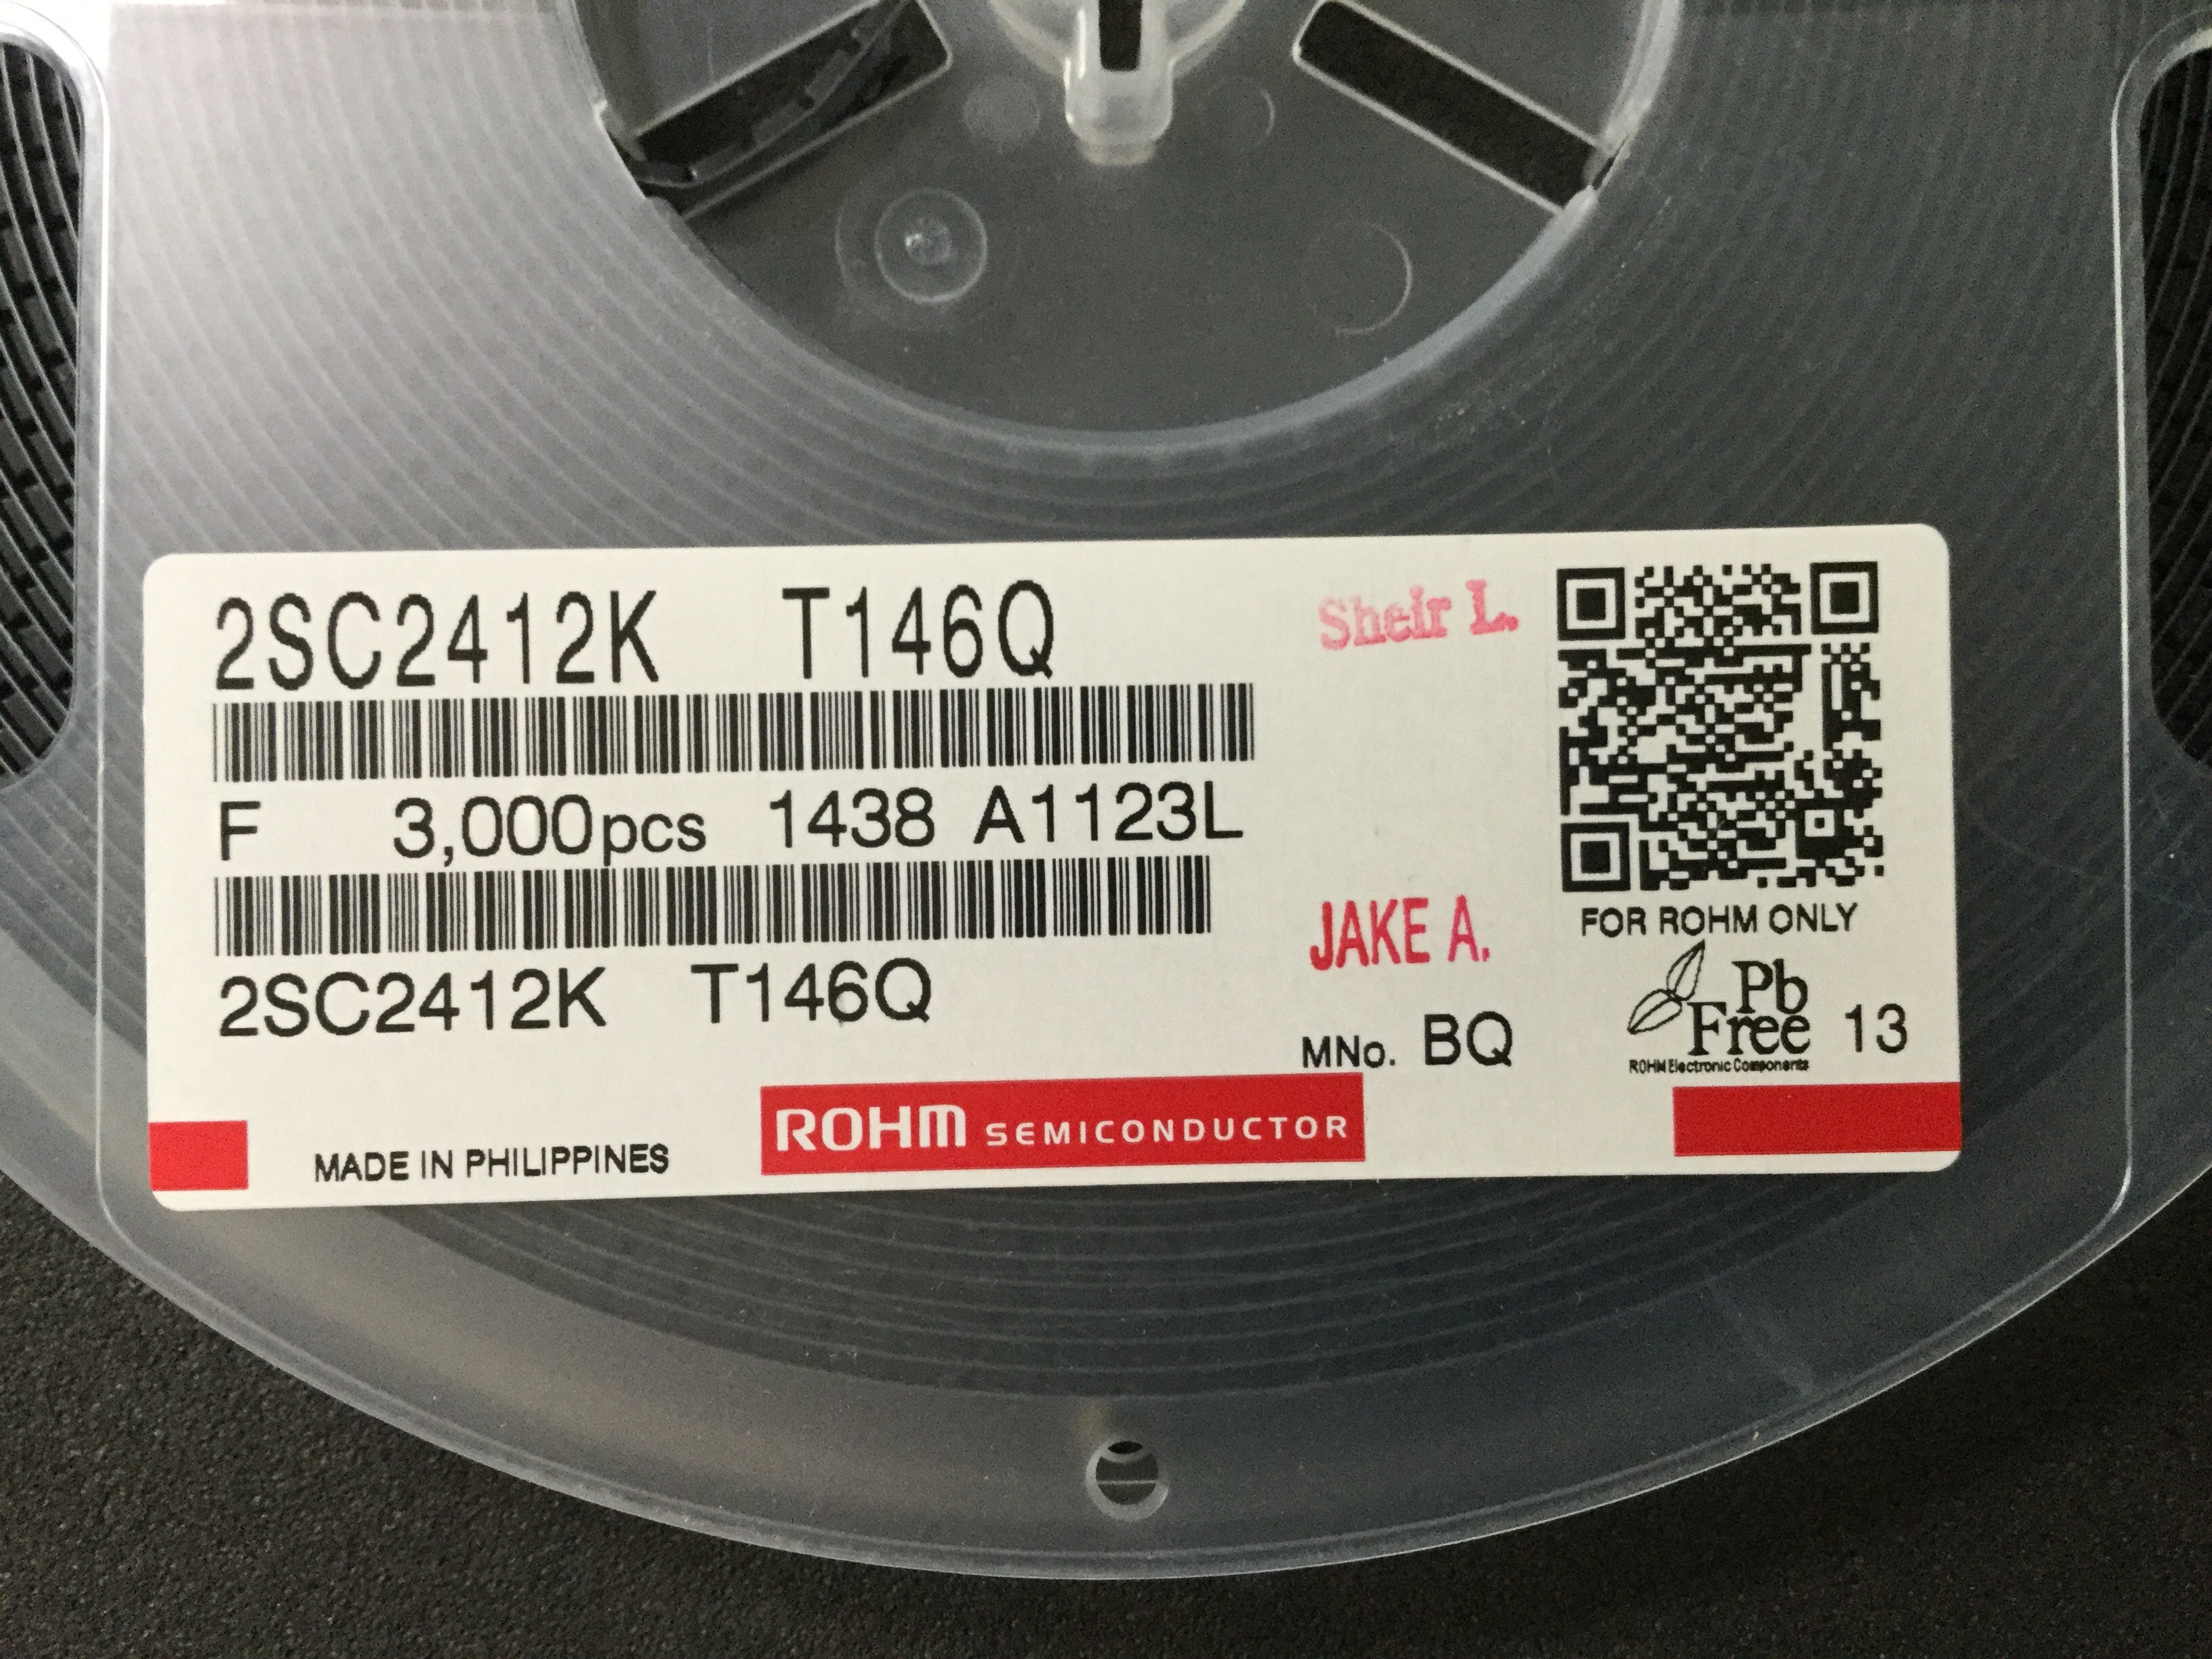 2SC2412K T146Q
Sheir L.
F 3,000pcs 1438 A1123L
JAKE A.
FOR ROHM ONLY
2SC2412K T146Q
MNo. BQ
Pb
Free 13
ROHM Electronic Components
MADE IN PHILIPPINES
ROHM SEMICONDUCTOR